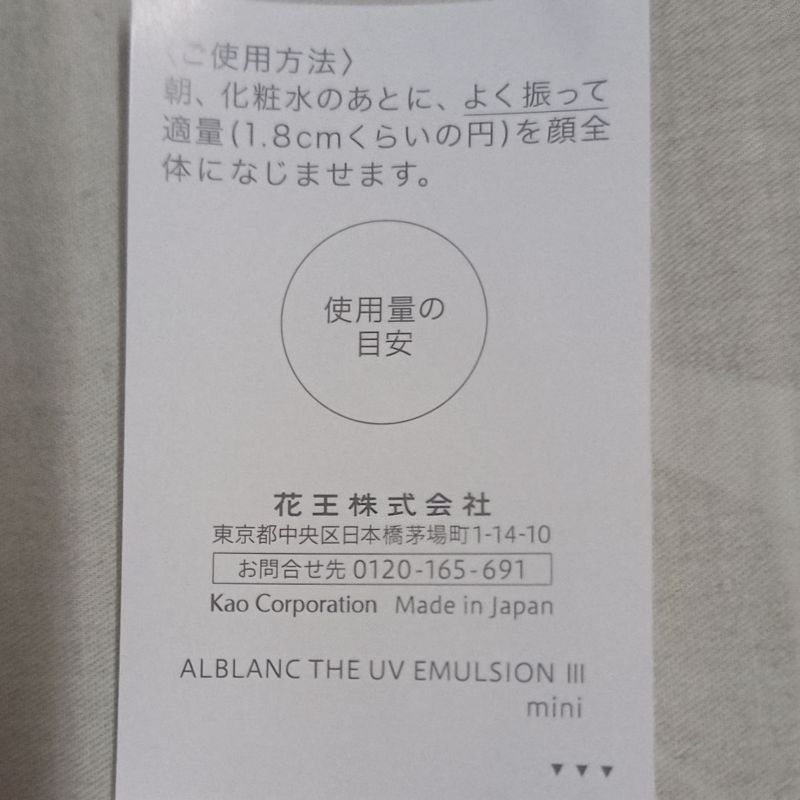 〈ご使用方法〉
朝、化粧水のあとに、よく振って
適量(1.8cmくらいの円)を顔全
体になじませます。
使用量の
目安
花王株式会社
東京都中央区日本橋茅場町1-14-10
お問合せ先 0120-165-691
Kao Corporation Made in Japan
ALBLANC THE UV EMULSION III
mini
▼▼▼